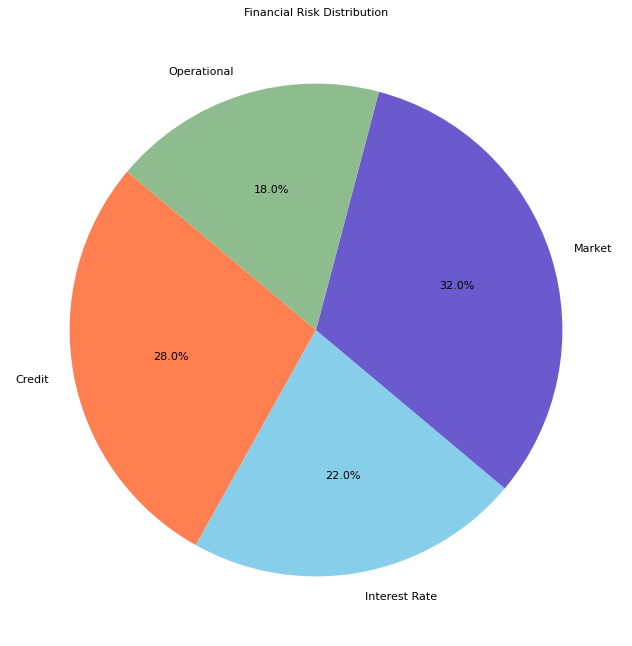 Financial Risk Distribution
Operational
18.0%
Market
32.0%
28.0%
Credit
22.0%
Interest Rate